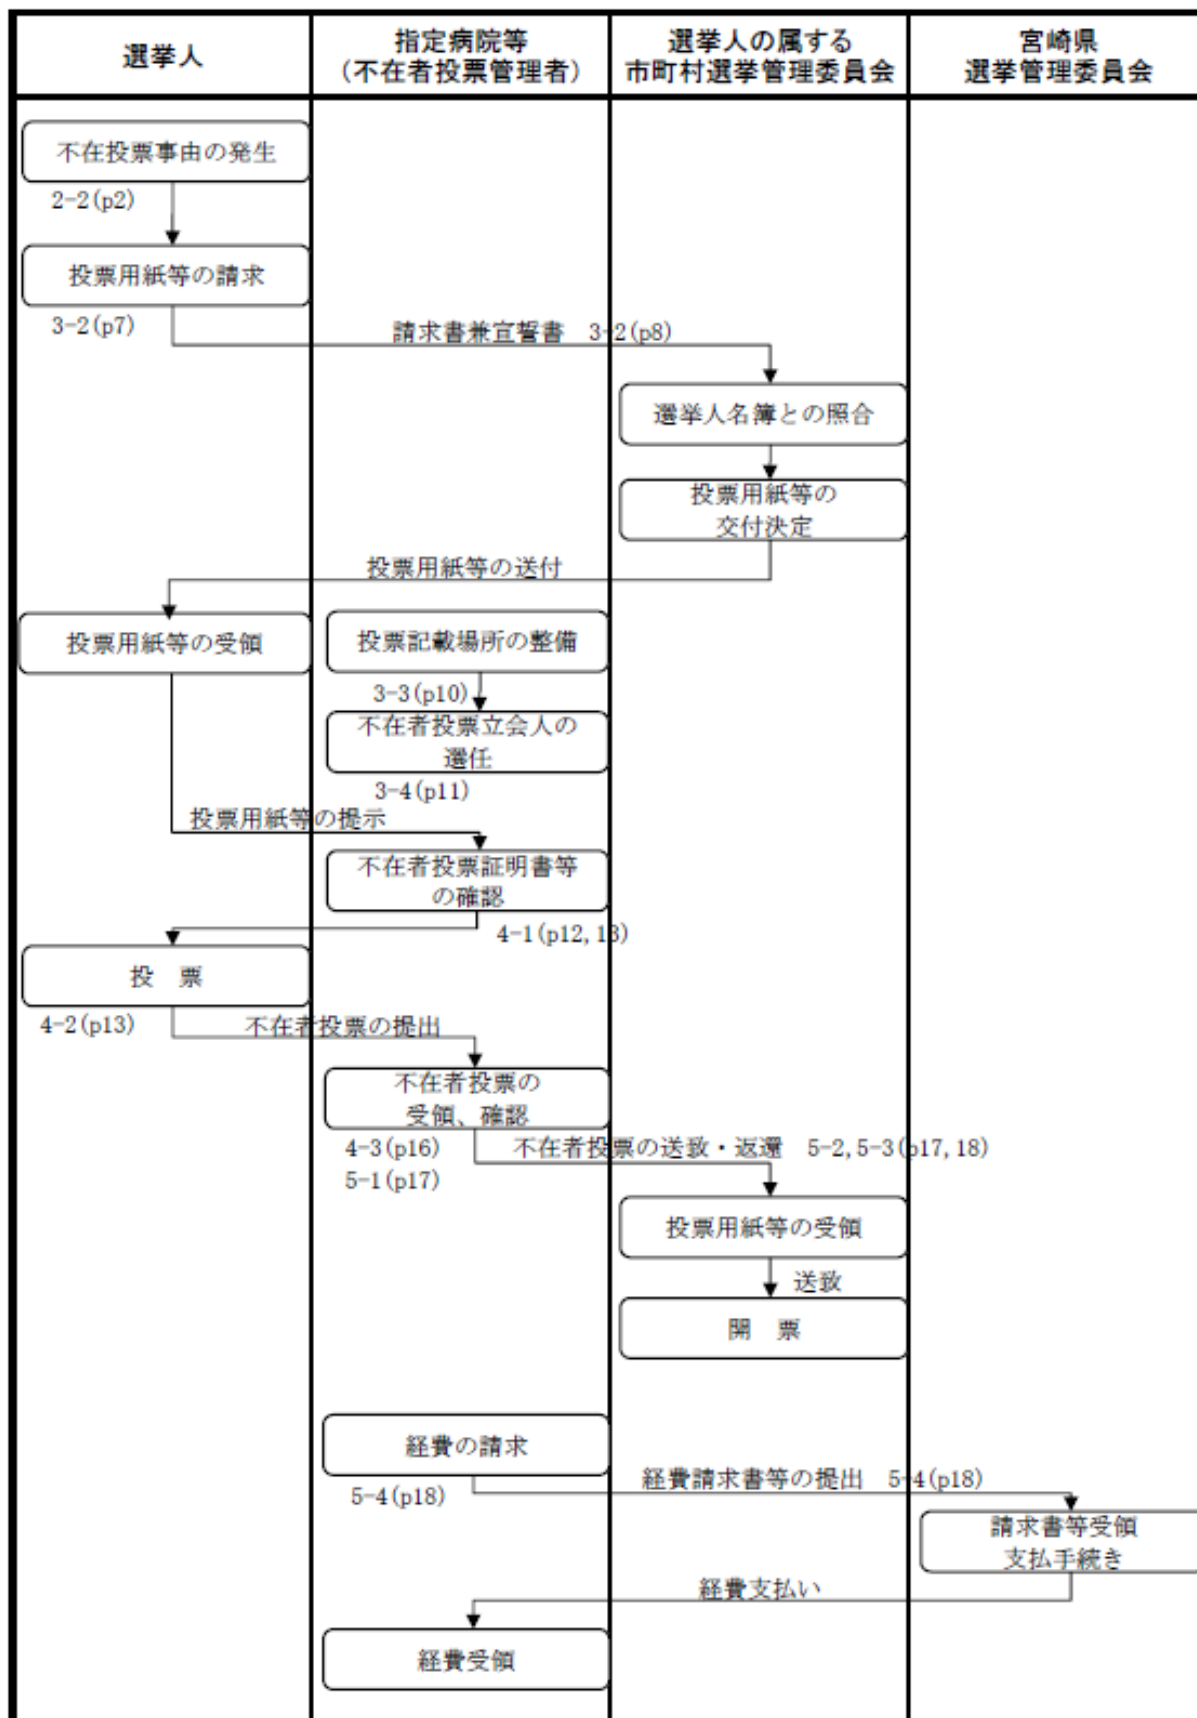 選挙人
指定病院等
（不在者投票管理者）
選挙人の属する
市町村選挙管理委員会
宮崎県
選挙管理委員会
不在投票事由の発生
2-2(p2)
投票用紙等の請求
3-2(p7)
請求書兼宣誓書　3-2(p8)
選挙人名簿との照合
投票用紙等の
交付決定
投票用紙等の送付
投票用紙等の受領
投票記載場所の整備
3-3(p10)
不在者投票立会人の
選任
3-4(p11)
投票用紙等の提示
不在者投票証明書等
の確認
4-1(p12,13)
投　票
4-2(p13)
不在者投票の提出
不在者投票の
受領、確認
4-3(p16)
5-1(p17)
不在者投票の送致・返還　5-2,5-3(p17,18)
投票用紙等の受領
送致
開　票
経費の請求
5-4(p18)
経費請求書等の提出　5-4(p18)
請求書等受領
支払手続き
経費支払い
経費受領